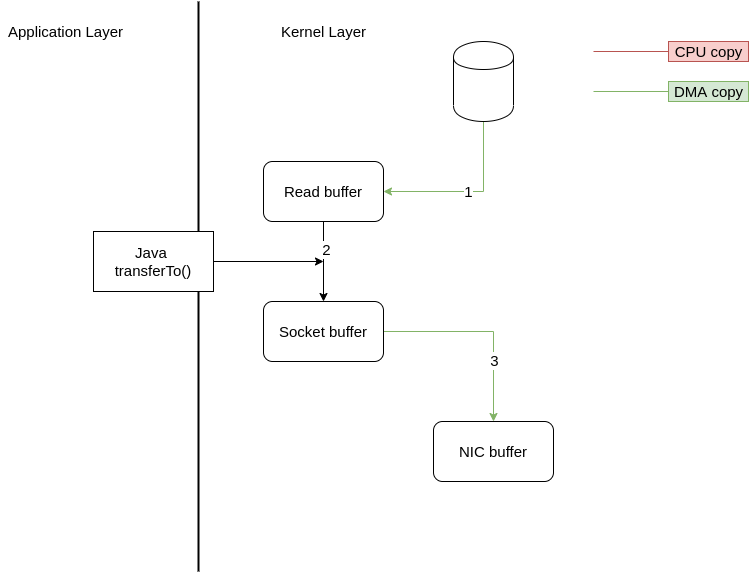 Application Layer
Kernel Layer
CPU copy
DMA copy
Read buffer
1
2
Java
transferTo()
Socket buffer
3
NIC buffer